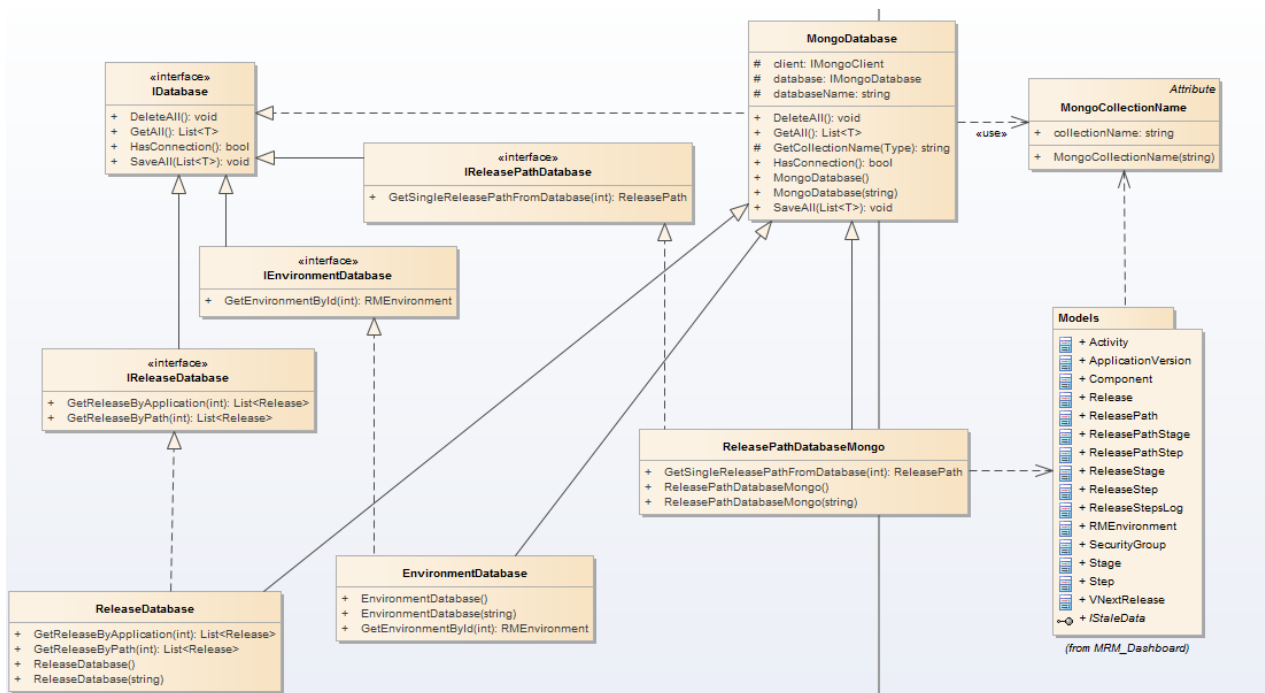 «interface»
IDatabase
+ DeleteAll(): void
+ GetAll(): List<T>
+ HasConnection(): bool
+ SaveAll(List<T>): void
«interface»
IReleasePathDatabase
+ GetSingleReleasePathFromDatabase(int): ReleasePath
«interface»
IEnvironmentDatabase
+ GetEnvironmentById(int): RMEnvironment
«interface»
IReleaseDatabase
+ GetReleaseByApplication(int): List<Release>
+ GetReleaseByPath(int): List<Release>
MongoDatabase
# client: IMongoClient
# database: IMongoDatabase
# databaseName: string
+ DeleteAll(): void
+ GetAll(): List<T>
# GetCollectionName(Type): string
+ HasConnection(): bool
+ MongoDatabase()
+ MongoDatabase(string)
+ SaveAll(List<T>): void
«use»
Attribute
MongoCollectionName
+ collectionName: string
+ MongoCollectionName(string)
ReleasePathDatabaseMongo
+ GetSingleReleasePathFromDatabase(int): ReleasePath
+ ReleasePathDatabaseMongo()
+ ReleasePathDatabaseMongo(string)
Models
+ Activity
+ ApplicationVersion
+ Component
+ Release
+ ReleasePath
+ ReleasePathStage
+ ReleasePathStep
+ ReleaseStage
+ ReleaseStep
+ ReleaseStepsLog
+ RMEnvironment
+ SecurityGroup
+ Stage
+ Step
+ VNextRelease
+ IStaleData
(from MRM_Dashboard)
EnvironmentDatabase
+ EnvironmentDatabase()
+ EnvironmentDatabase(string)
+ GetEnvironmentById(int): RMEnvironment
ReleaseDatabase
+ GetReleaseByApplication(int): List<Release>
+ GetReleaseByPath(int): List<Release>
+ ReleaseDatabase()
+ ReleaseDatabase(string)